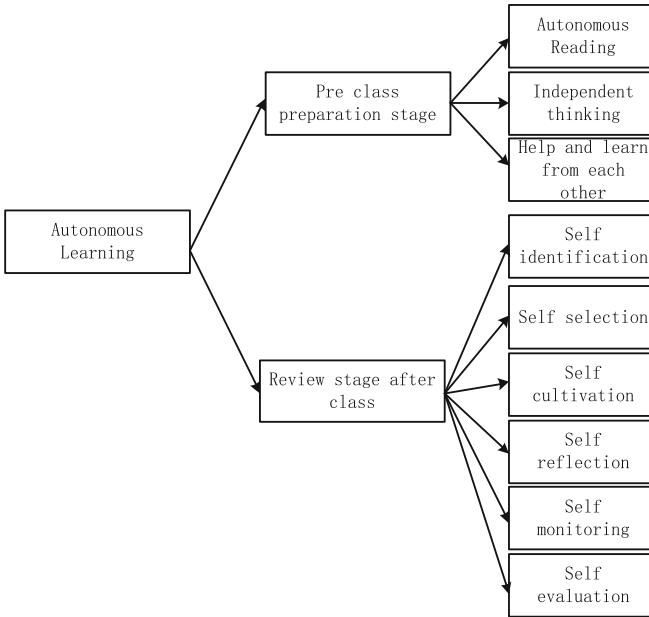 Autonomous
Learning
Pre class
preparation stage
Autonomous
Reading
Independent
thinking
Help and learn
from each
other
Review stage after
class
Self
identification
Self selection
Self
cultivation
Self
reflection
Self
monitoring
Self
evaluation